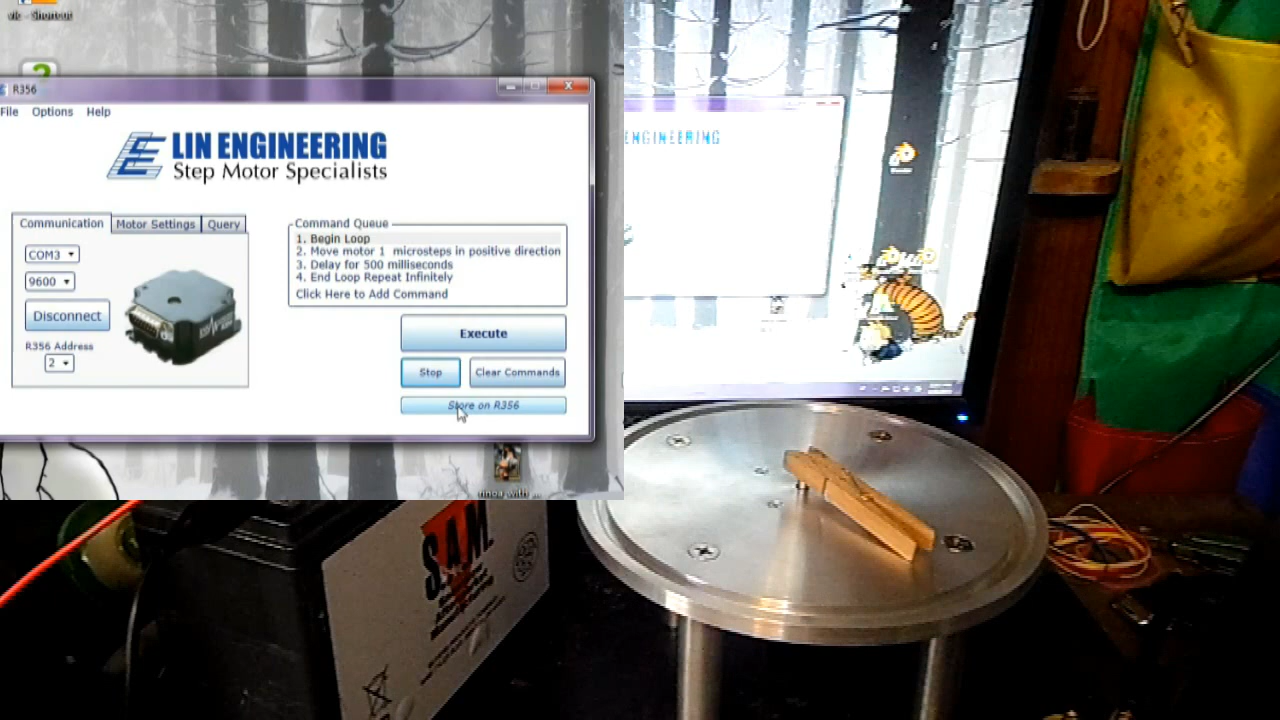 vlc - Shortcut
R356
File Options Help
LIN ENGINEERING
Step Motor Specialists
Communication Motor Settings Query
COM3
9600
Disconnect
R356 Address
2
Command Queue
1. Begin Loop
2. Move motor 1 microsteps in positive direction
3. Delay for 500 milliseconds
4. End Loop Repeat Infinitely
Click Here to Add Command
Execute
Stop Clear Commands
Store on R356
ENGINEERING
S.A.M.